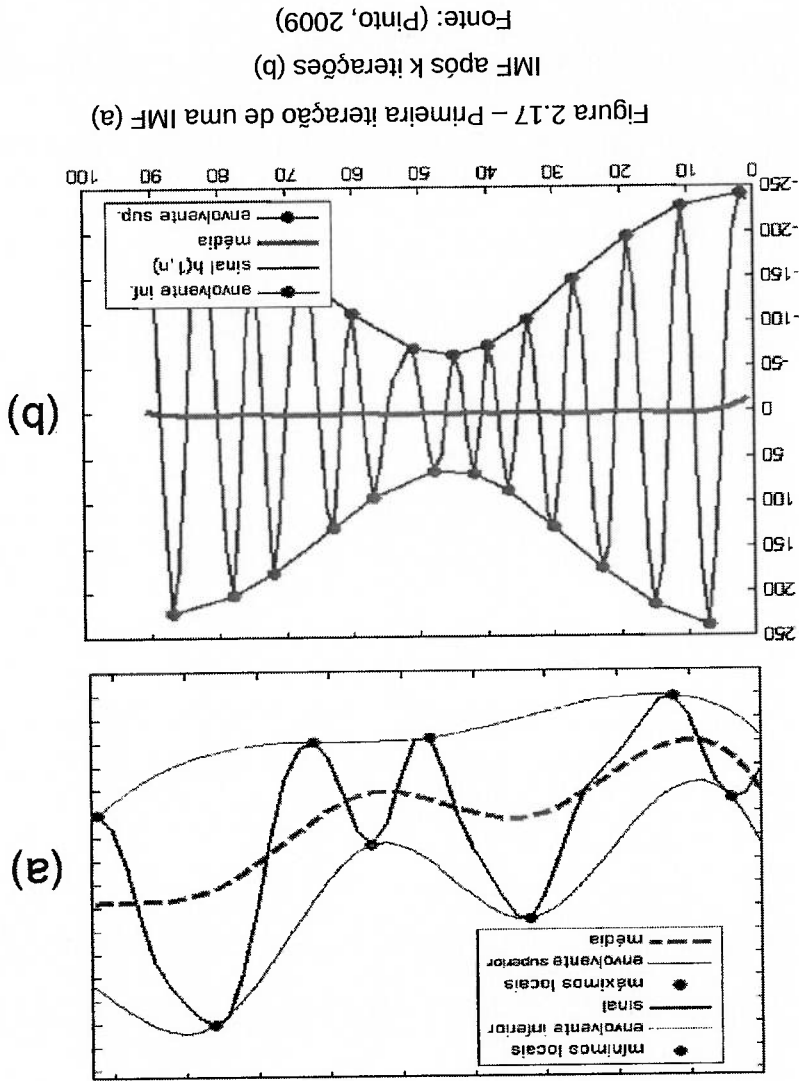 mínimos locais
envolvente inferior
sinal
máximos locais
envolvente superior
média
(a)
250
200
150
100
50
0
-50
-100
-150
-200
-250
(b)
envolvente inf.
sinal h(1,n)
média
envolvente sup.
0 10 20 30 40 50 60 70 80 90 100
Figura 2.17 – Primeira iteração de uma IMF (a)
IMF após k iterações (b)
Fonte: (Pinto, 2009)